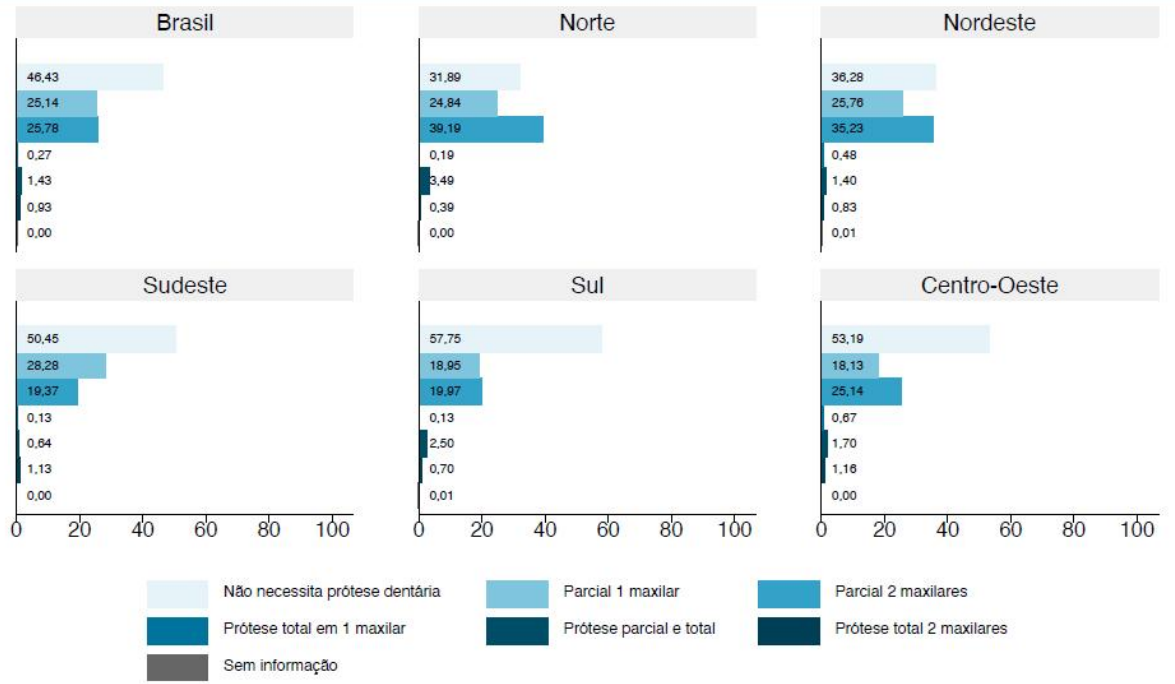 Brasil
46,43
25,14
25,78
0,27
1,43
0,93
0,00
Norte
31,89
24,84
39,19
0,19
3,49
0,39
0,00
Nordeste
36,28
25,76
35,23
0,48
1,40
0,83
0,01
Sudeste
50,45
28,28
19,37
0,13
0,64
1,13
0,00
0 20 40 60 80 100
Sul
57,75
18,95
19,97
0,13
2,50
0,70
0,01
0 20 40 60 80 100
Centro-Oeste
53,19
18,13
25,14
0,67
1,70
1,16
0,00
0 20 40 60 80 100
Não necessita prótese dentária
Parcial 1 maxilar
Parcial 2 maxilares
Prótese total em 1 maxilar
Prótese parcial e total
Prótese total 2 maxilares
Sem informação